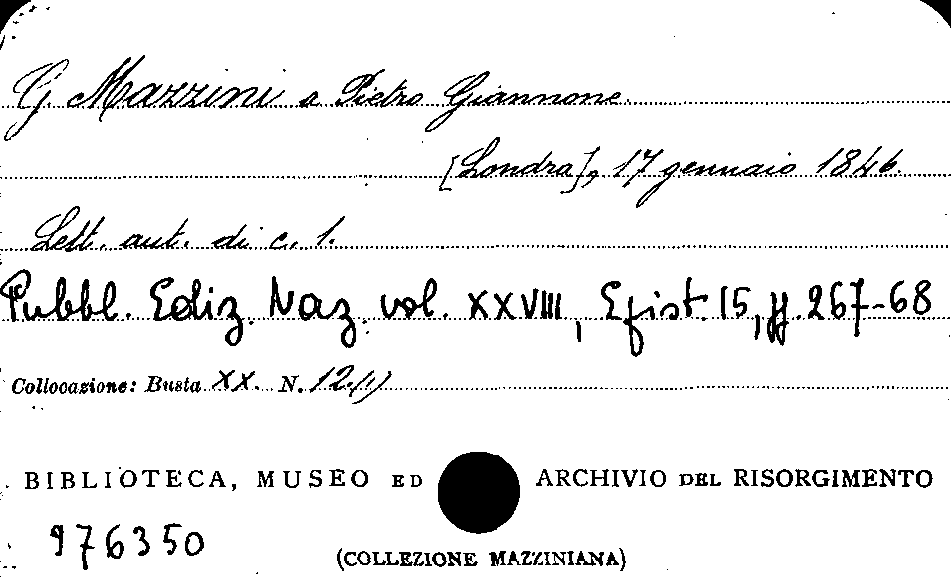 G. Mazzini a Pietro Giannone.
[Londra], 17 gennaio 1846.
Lett. aut. di c. 1.
Pubbl. Ediz. Naz. vol. XXVIII, Epist. 15, pp. 267-68
Collocazione: Busta XX. N. 12.(1)
BIBLIOTECA, MUSEO ED ARCHIVIO DEL RISORGIMENTO
976350
(COLLEZIONE MAZZINIANA)